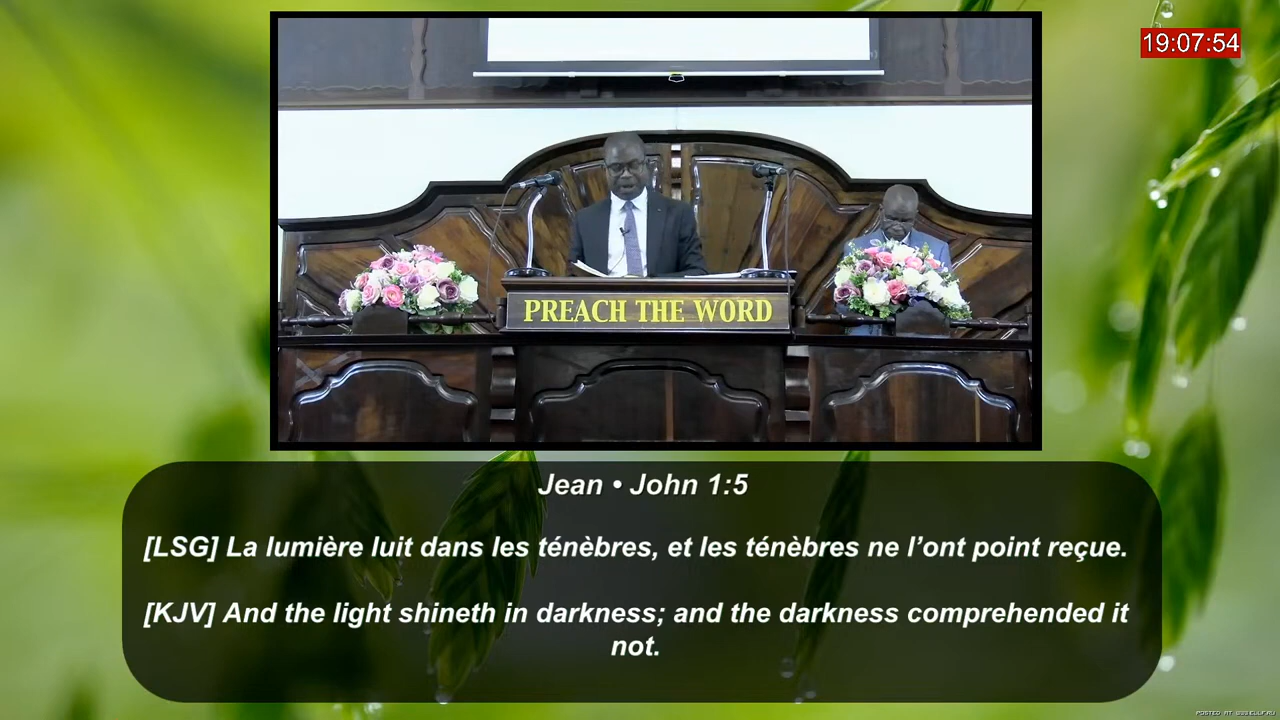 19:07:54
PREACH THE WORD
Jean • John 1:5
[LSG] La lumière luit dans les ténèbres, et les ténèbres ne l’ont point reçue.
[KJV] And the light shineth in darkness; and the darkness comprehended it
not.